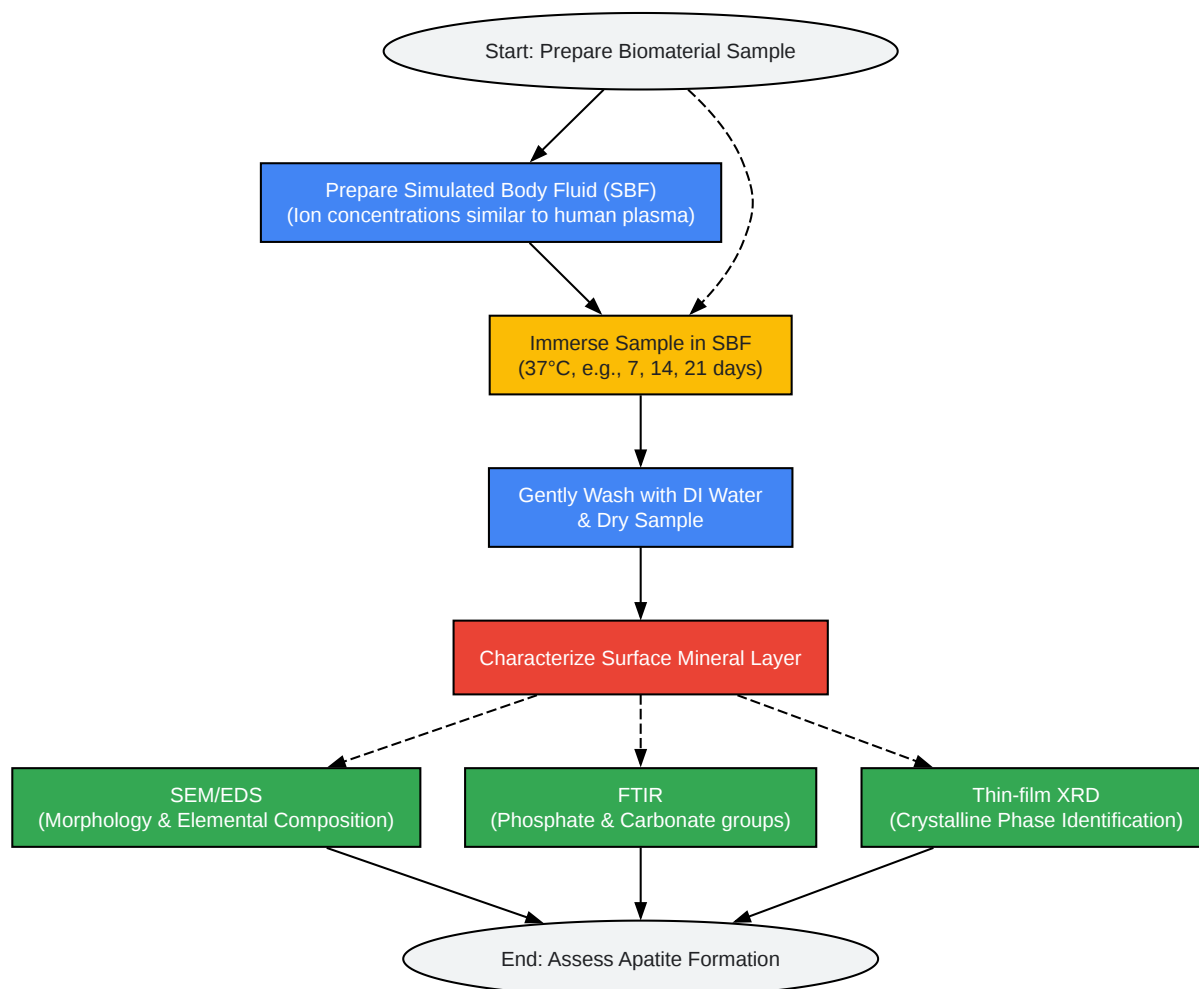 Start: Prepare Biomaterial Sample
Prepare Simulated Body Fluid (SBF)
(Ion concentrations similar to human plasma)
Immerse Sample in SBF
(37°C, e.g., 7, 14, 21 days)
Gently Wash with DI Water
& Dry Sample
Characterize Surface Mineral Layer
SEM/EDS
(Morphology & Elemental Composition)
FTIR
(Phosphate & Carbonate groups)
Thin-film XRD
(Crystalline Phase Identification)
End: Assess Apatite Formation